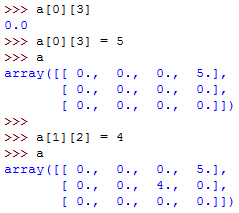 >>> a[0][3]
0.0
>>> a[0][3] = 5
>>> a
array([[ 0.,  0.,  0.,  5.],
       [ 0.,  0.,  0.,  0.],
       [ 0.,  0.,  0.,  0.]])
>>>
>>> a[1][2] = 4
>>> a
array([[ 0.,  0.,  0.,  5.],
       [ 0.,  0.,  4.,  0.],
       [ 0.,  0.,  0.,  0.]])